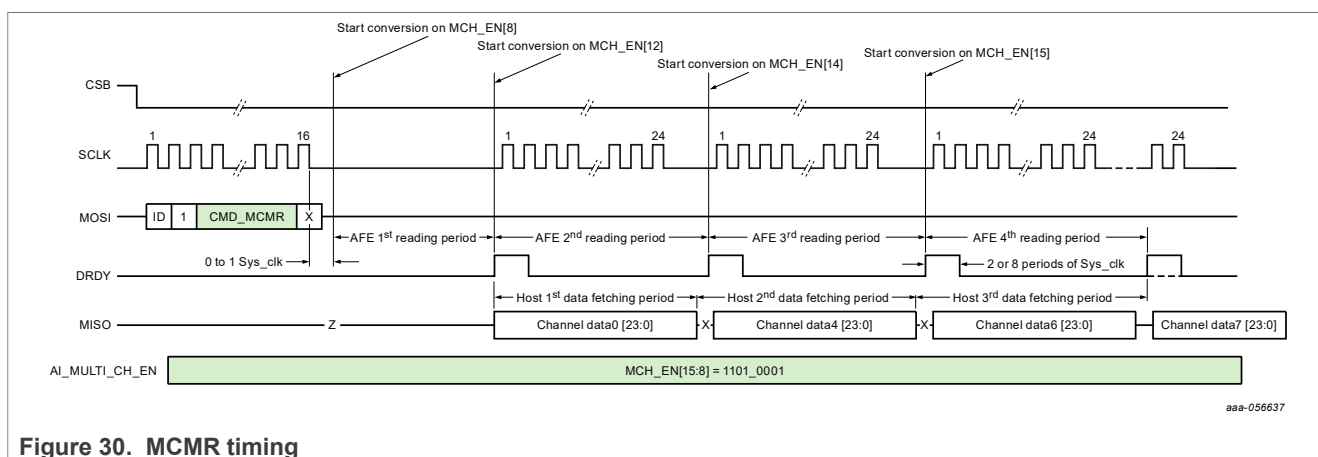 Start conversion on MCH_EN[8]
Start conversion on MCH_EN[12]
Start conversion on MCH_EN[14]
Start conversion on MCH_EN[15]
CSB
1 16 1 24 1 24 1 24 24
SCLK
MOSI ID 1 CMD_MCMR X
AFE 1st reading period AFE 2nd reading period AFE 3rd reading period AFE 4th reading period
0 to 1 Sys_clk
DRDY 2 or 8 periods of Sys_clk
Host 1st data fetching period Host 2nd data fetching period Host 3rd data fetching period
MISO Z Channel data0 [23:0] X Channel data4 [23:0] X Channel data6 [23:0] Channel data7 [23:0]
AI_MULTI_CH_EN MCH_EN[15:8] = 1101_0001
aaa-056637
Figure 30. MCMR timing